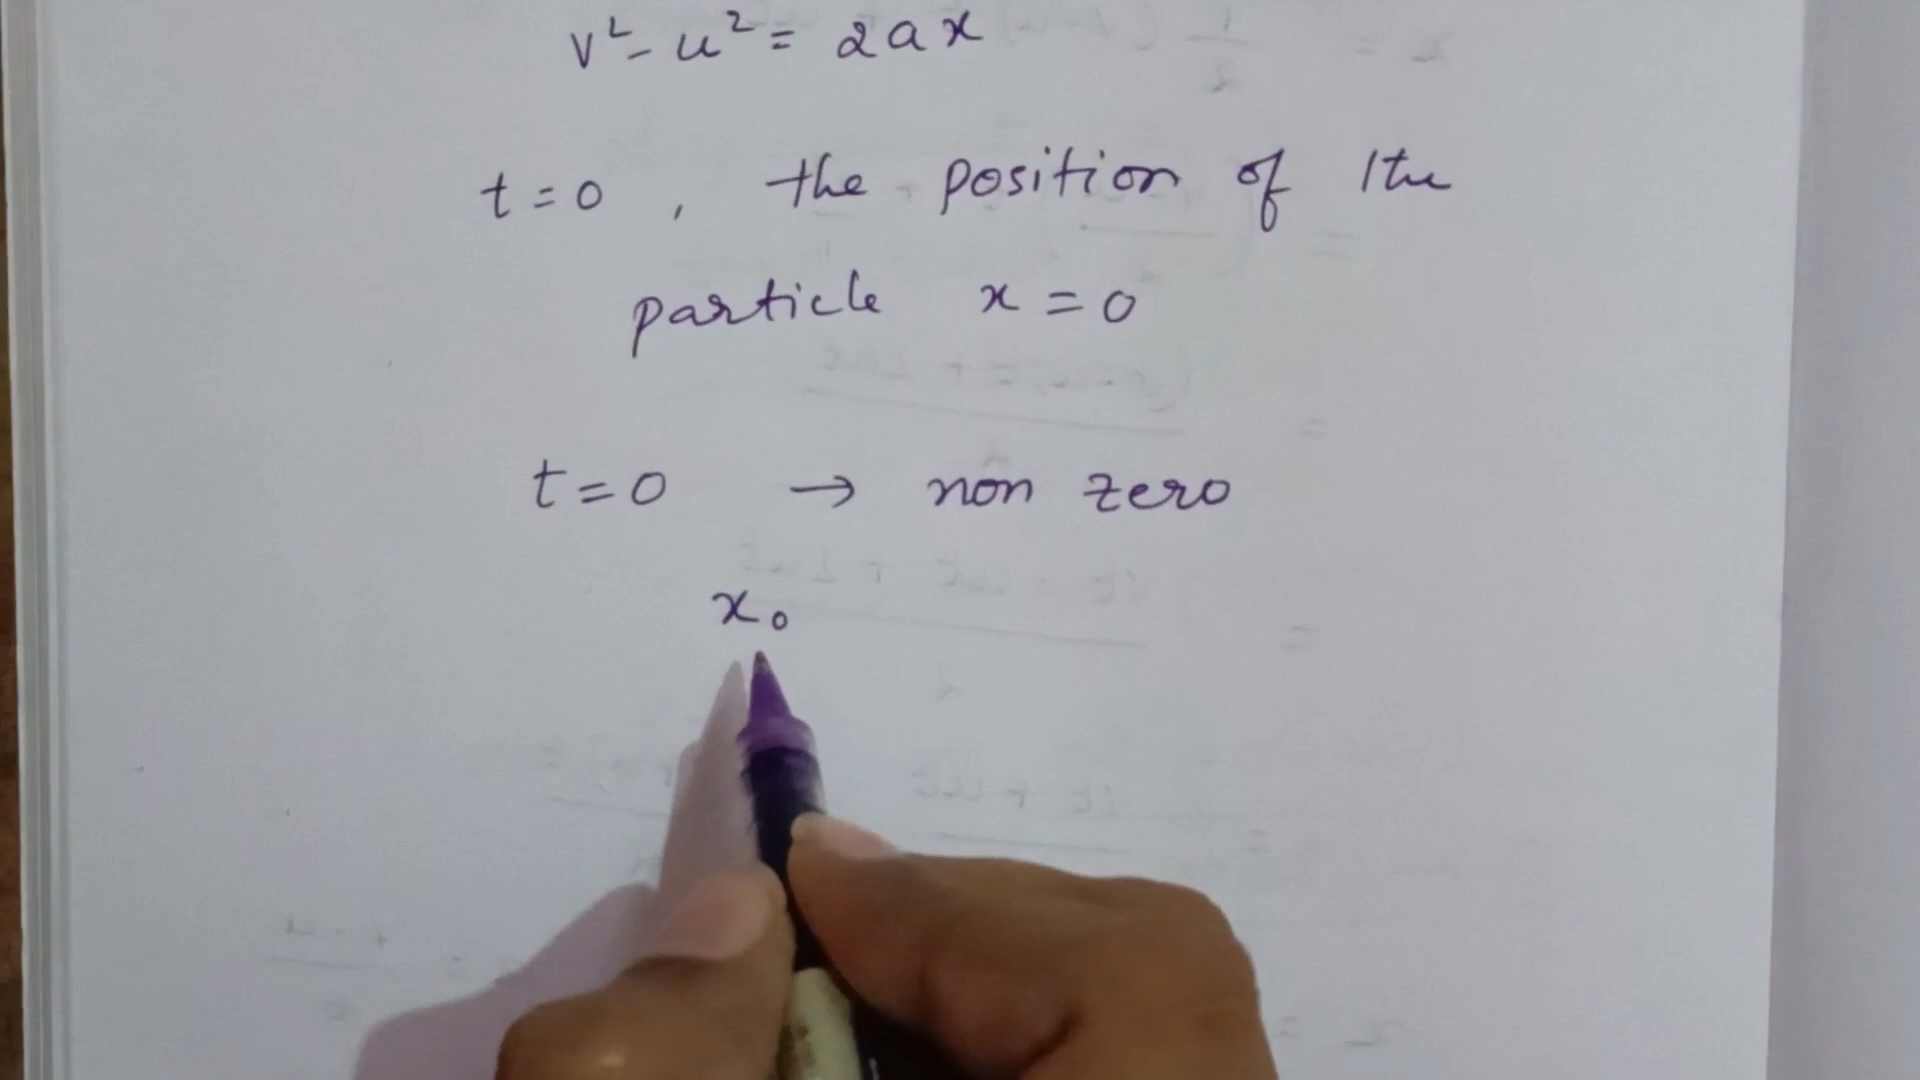 v² - u² = 2ax
t = 0 , the position of the
particle x = 0
t = 0 → non zero
x₀